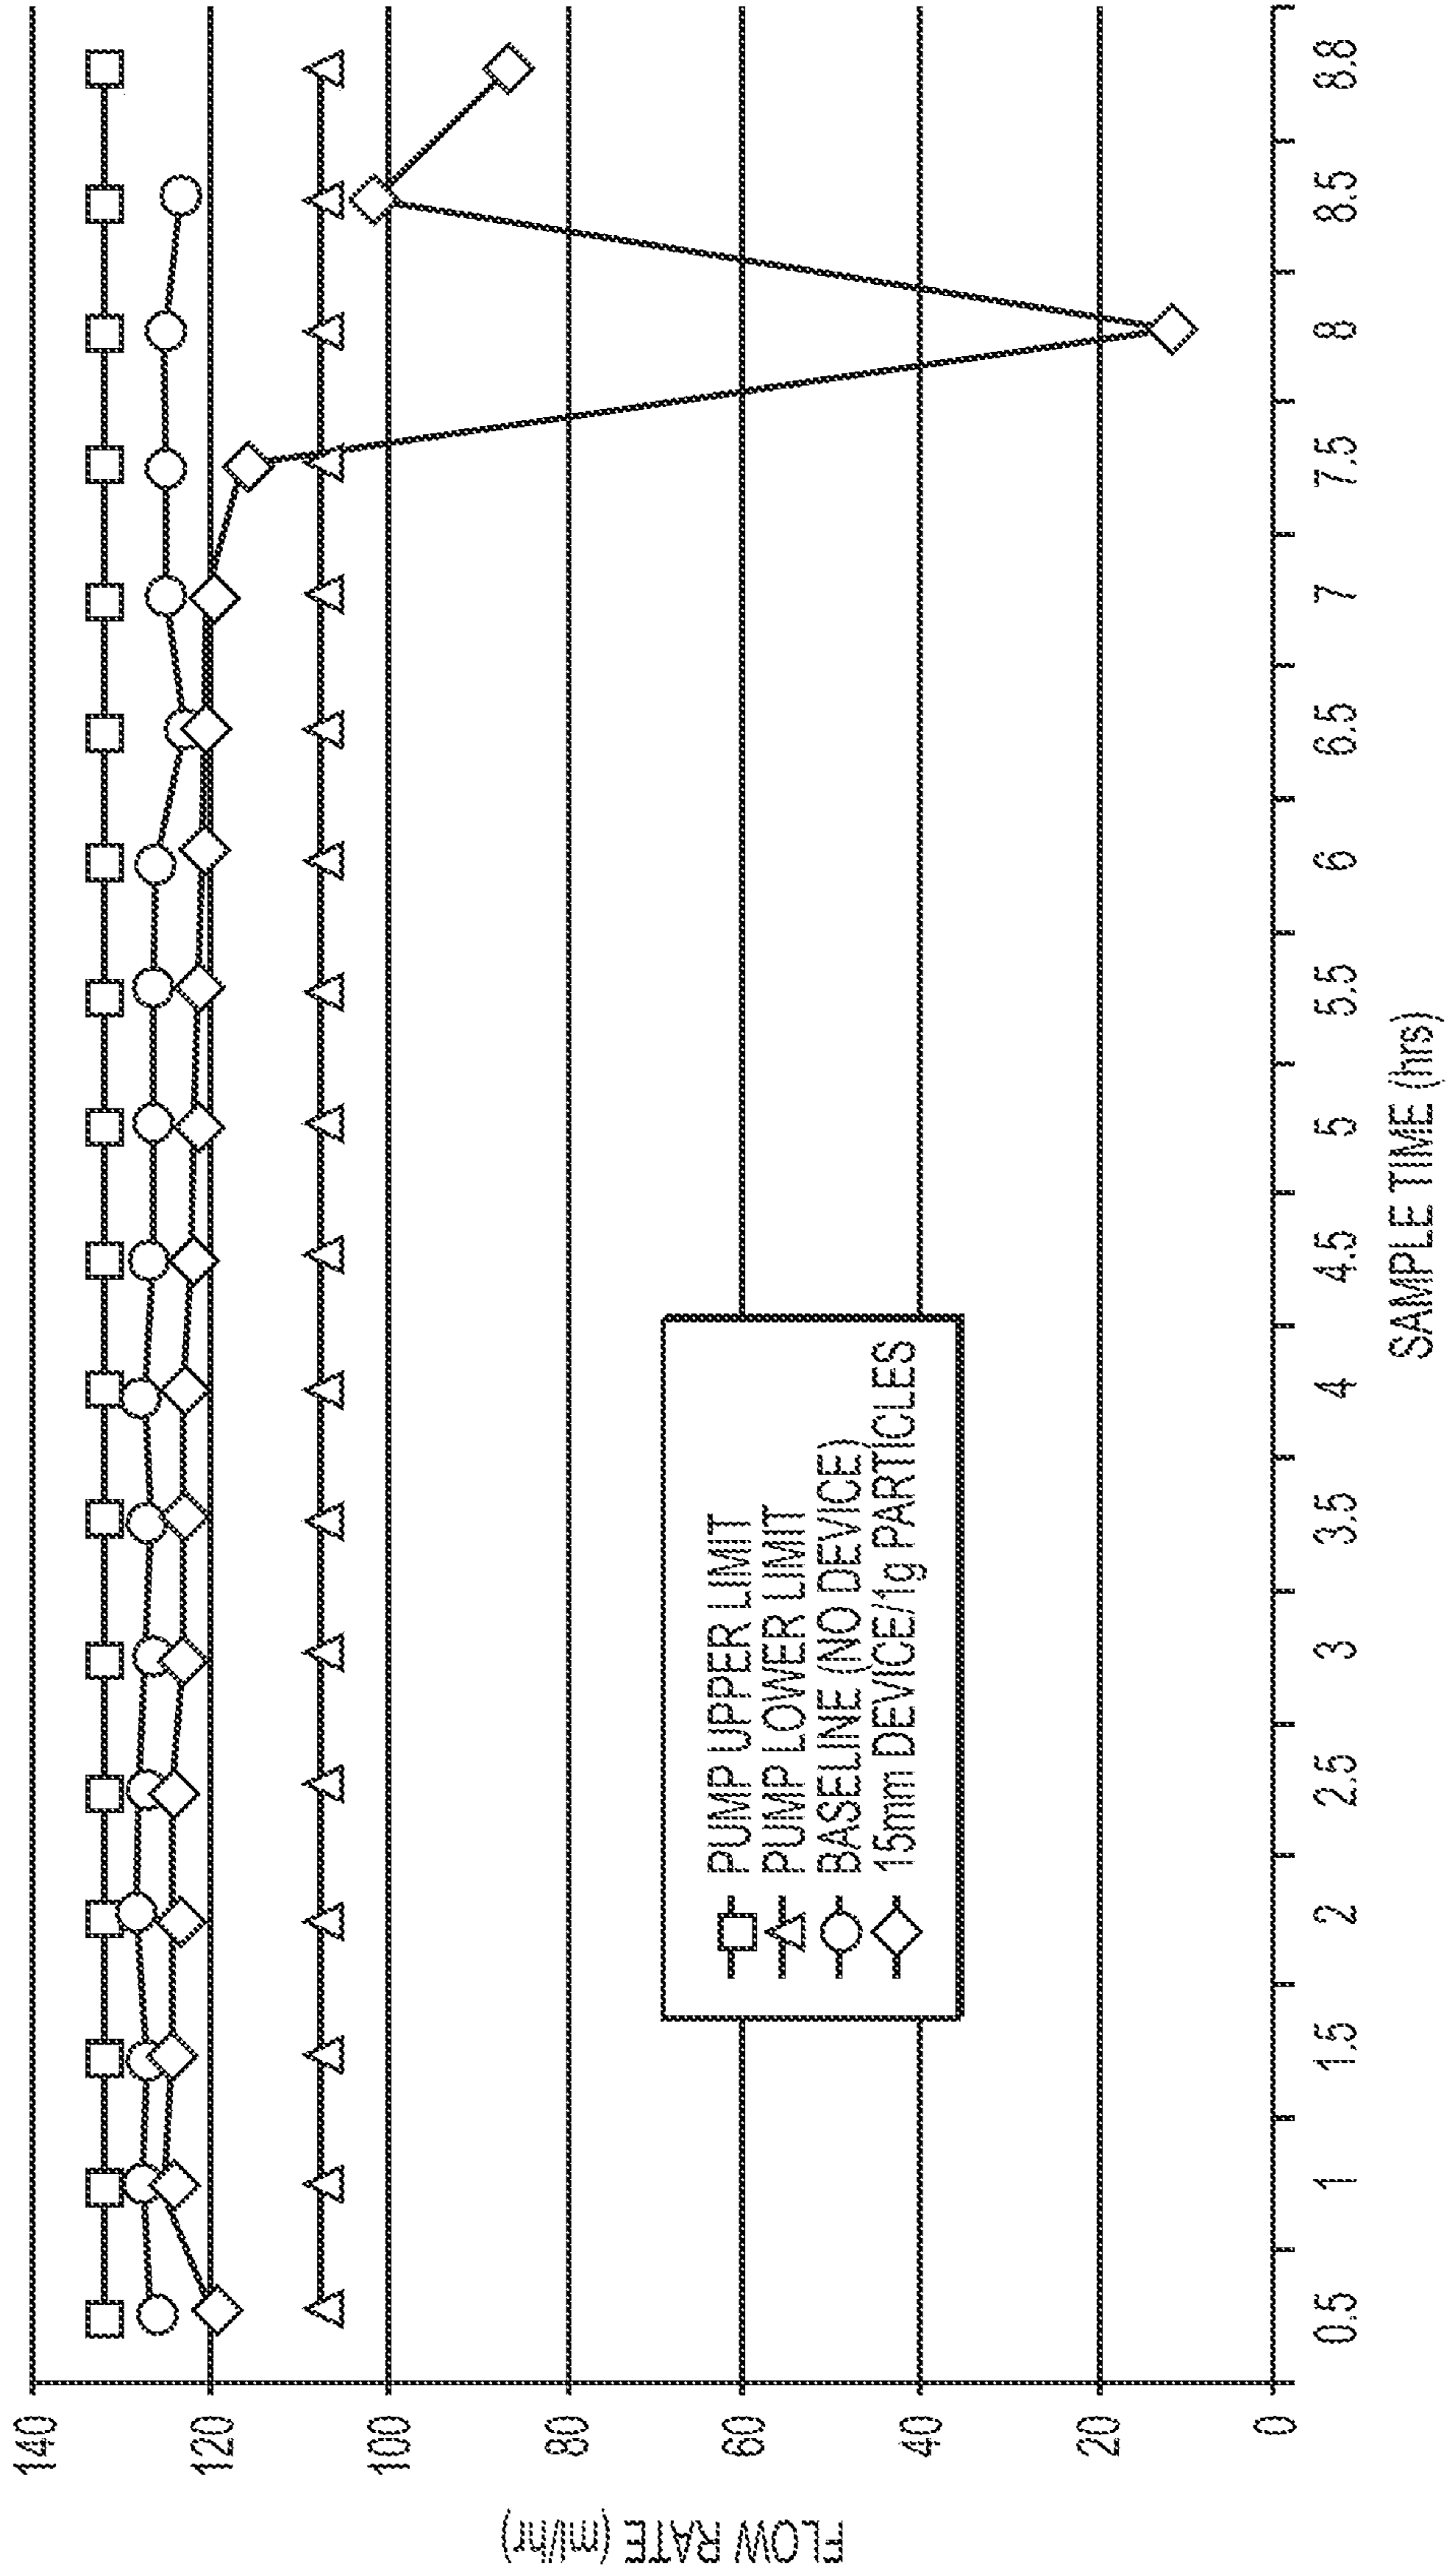 FLOW RATE (ml/hr)
140
120
100
80
60
40
20
0
PUMP UPPER LIMIT
PUMP LOWER LIMIT
BASELINE (NO DEVICE)
15mm DEVICE/1g PARTICLES
0.5 1 1.5 2 2.5 3 3.5 4 4.5 5 5.5 6 6.5 7 7.5 8 8.5 8.8
SAMPLE TIME (hrs)